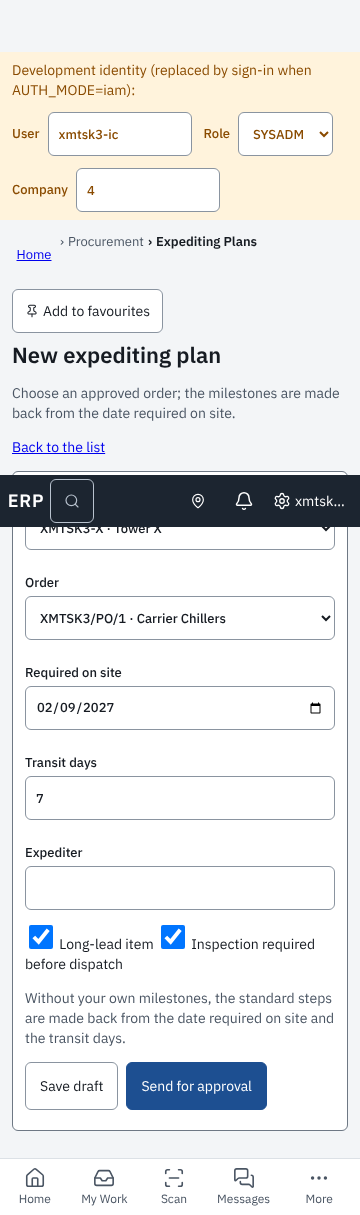 Development identity (replaced by sign-in when
AUTH_MODE=iam):
User xmtsk3-ic Role SYSADM
Company 4
Home › Procurement › Expediting Plans
Add to favourites
New expediting plan
Choose an approved order; the milestones are made
back from the date required on site.
Back to the list
ERP xmtsk...
XMTSK3-X · Tower X
Order
XMTSK3/PO/1 · Carrier Chillers
Required on site
02/09/2027
Transit days
7
Expediter
Long-lead item Inspection required
before dispatch
Without your own milestones, the standard steps
are made back from the date required on site and
the transit days.
Save draft Send for approval
Home My Work Scan Messages More